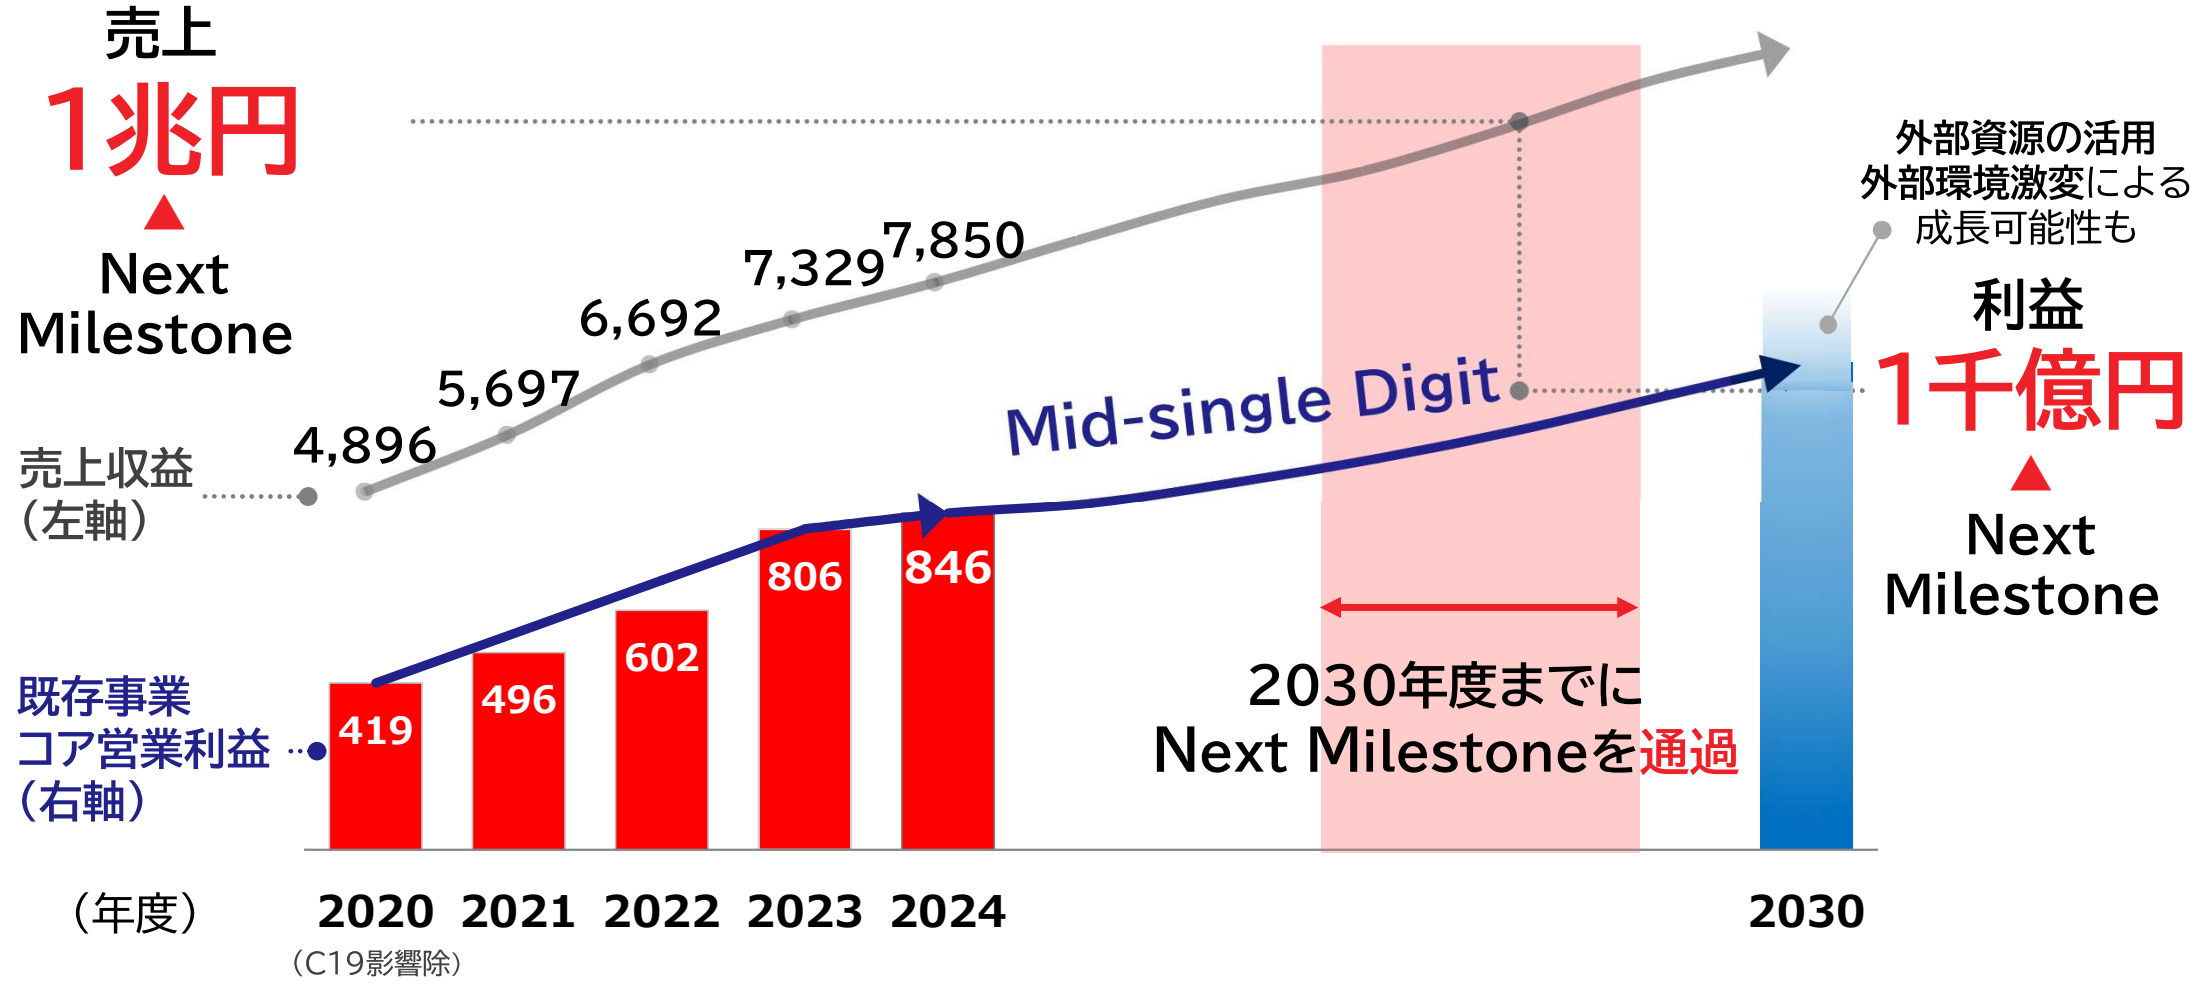 売上
1兆円
▲
Next
Milestone
売上収益
（左軸）
既存事業
コア営業利益
（右軸）
4,896
5,697
6,692
7,329
7,850
419
496
602
806
846
Mid-single Digit
2030年度までに
Next Milestoneを通過
外部資源の活用
外部環境激変による
成長可能性も
利益
1千億円
▲
Next
Milestone
（年度）
2020
2021
2022
2023
2024
2030
（C19影響除）